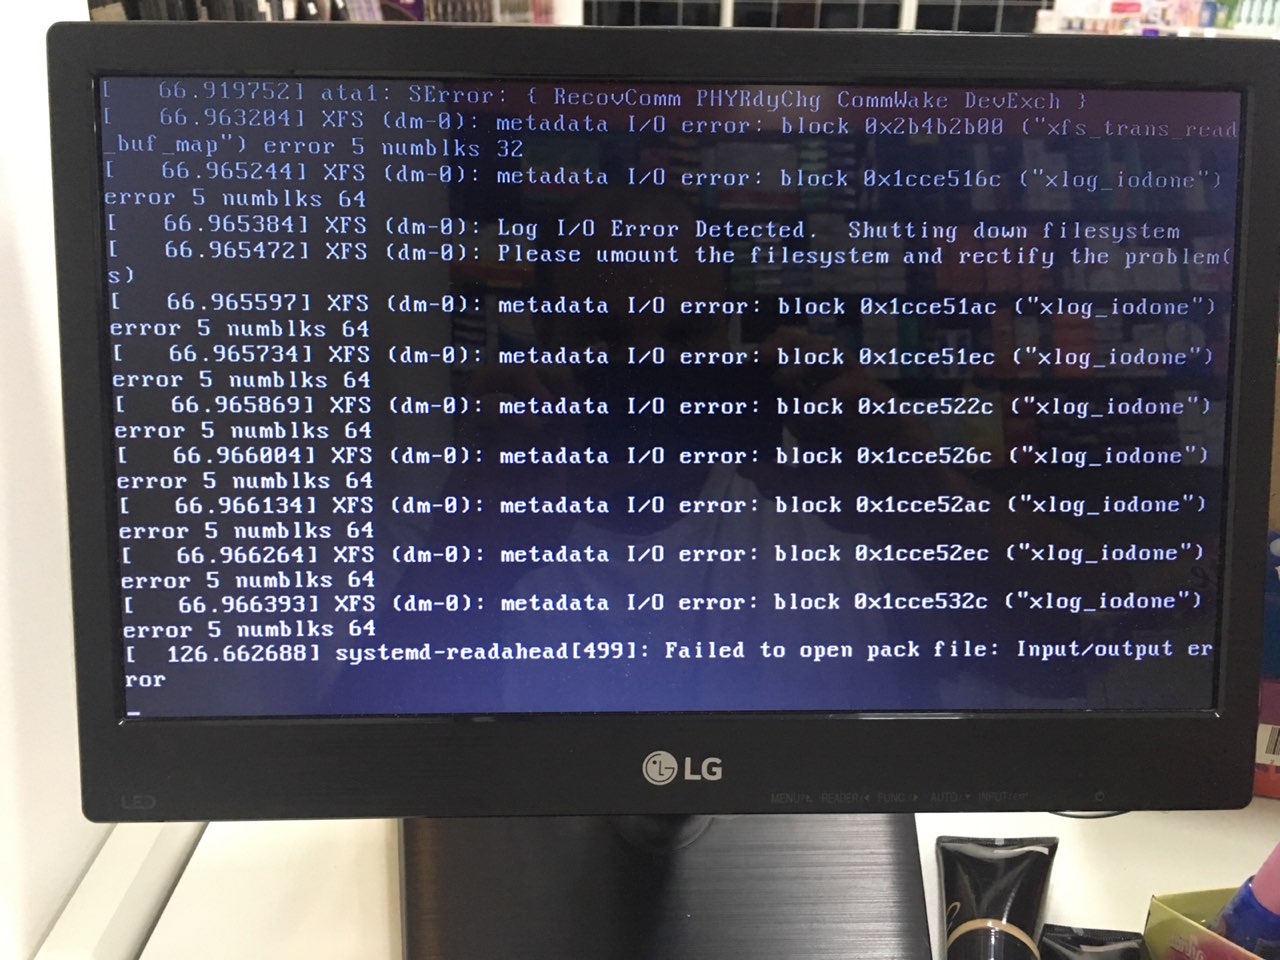 [    66.919752] ata1: SError: { RecovComm PHYRdyChg CommWake DevExch }
[    66.963204] XFS (dm-0): metadata I/O error: block 0x2b4b2b00 ("xfs_trans_read
_buf_map") error 5 numblks 32
[    66.965244] XFS (dm-0): metadata I/O error: block 0x1cce516c ("xlog_iodone")
error 5 numblks 64
[    66.965384] XFS (dm-0): Log I/O Error Detected.  Shutting down filesystem
[    66.965472] XFS (dm-0): Please umount the filesystem and rectify the problem(
s)
[    66.965597] XFS (dm-0): metadata I/O error: block 0x1cce51ac ("xlog_iodone")
error 5 numblks 64
[    66.965734] XFS (dm-0): metadata I/O error: block 0x1cce51ec ("xlog_iodone")
error 5 numblks 64
[    66.965869] XFS (dm-0): metadata I/O error: block 0x1cce522c ("xlog_iodone")
error 5 numblks 64
[    66.966004] XFS (dm-0): metadata I/O error: block 0x1cce526c ("xlog_iodone")
error 5 numblks 64
[    66.966134] XFS (dm-0): metadata I/O error: block 0x1cce52ac ("xlog_iodone")
error 5 numblks 64
[    66.966264] XFS (dm-0): metadata I/O error: block 0x1cce52ec ("xlog_iodone")
error 5 numblks 64
[    66.966393] XFS (dm-0): metadata I/O error: block 0x1cce532c ("xlog_iodone")
error 5 numblks 64
[   126.662688] systemd-readahead[499]: Failed to open pack file: Input/output er
ror
_
LG
LED MENU READER FUNC. AUTO INPUT